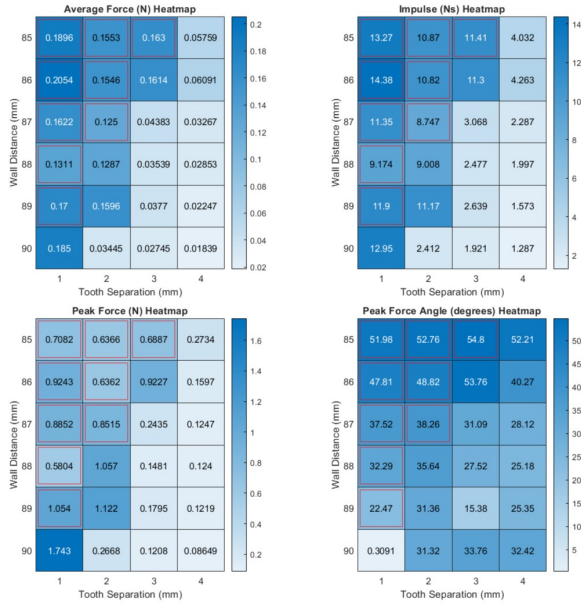 Average Force (N) Heatmap
85 0.1896 0.1553 0.163 0.05759
86 0.2054 0.1546 0.1614 0.06091
87 0.1622 0.125 0.04383 0.03267
88 0.1311 0.1287 0.03539 0.02853
89 0.17 0.1596 0.0377 0.02247
90 0.185 0.03445 0.02745 0.01839
1 2 3 4
Tooth Separation (mm)
Wall Distance (mm)
0.2
0.18
0.16
0.14
0.12
0.1
0.08
0.06
0.04
0.02
Impulse (Ns) Heatmap
85 13.27 10.87 11.41 4.032
86 14.38 10.82 11.3 4.263
87 11.35 8.747 3.068 2.287
88 9.174 9.008 2.477 1.997
89 11.9 11.17 2.639 1.573
90 12.95 2.412 1.921 1.287
1 2 3 4
Tooth Separation (mm)
Wall Distance (mm)
14
12
10
8
6
4
2
Peak Force (N) Heatmap
85 0.7082 0.6366 0.6887 0.2734
86 0.9243 0.6362 0.9227 0.1597
87 0.8852 0.8515 0.2435 0.1247
88 0.5804 1.057 0.1481 0.124
89 1.054 1.122 0.1795 0.1219
90 1.743 0.2668 0.1208 0.08649
1 2 3 4
Tooth Separation (mm)
Wall Distance (mm)
1.6
1.4
1.2
1
0.8
0.6
0.4
0.2
Peak Force Angle (degrees) Heatmap
85 51.98 52.76 54.8 52.21
86 47.81 48.82 53.76 40.27
87 37.52 38.26 31.09 28.12
88 32.29 35.64 27.52 25.18
89 22.47 31.36 15.38 25.35
90 0.3091 31.32 33.76 32.42
1 2 3 4
Tooth Separation (mm)
Wall Distance (mm)
50
45
40
35
30
25
20
15
10
5